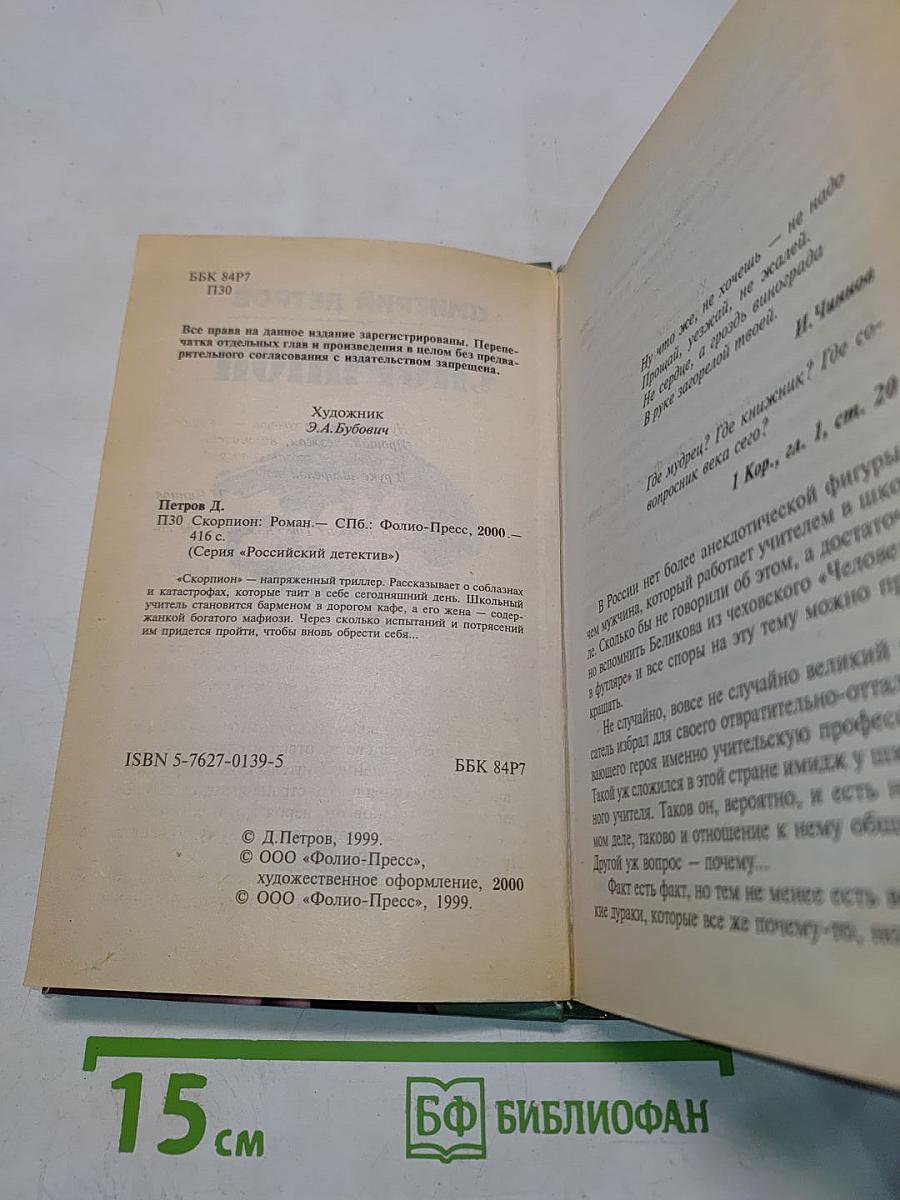 ББК 84Р7
П30
Все права на данное издание зарегистрированы. Перепе-
чатка отдельных глав и произведения в целом без предва-
рительного согласования с издательством запрещена.
Художник
Э.А.Бубович
Петров Д.
П30 Скорпион: Роман.— СПб.: Фолио-Пресс, 2000.—
416 с.
(Серия «Российский детектив»)
«Скорпион» — напряженный триллер. Рассказывает о соблазнах
и катастрофах, которые таит в себе сегодняшний день. Школьный
учитель становится барменом в дорогом кафе, а его жена — содер-
жанкой богатого мафиози. Через сколько испытаний и потрясений
им придется пройти, чтобы вновь обрести себя...
ISBN 5-7627-0139-5
ББК 84Р7
© Д.Петров, 1999.
© ООО «Фолио-Пресс»,
художественное оформление, 2000
© ООО «Фолио-Пресс», 1999.
Ну что же, не хочешь — не надо
Прощай, уезжай, не жалей.
Не сердце, а гроздь винограда
В руке загорелой твоей.
И. Чиннов
Где мудрец? Где книжник? Где со-
вопросник века сего?
1 Кор., гл. 1, ст. 20
В России нет более анекдотической фигуры
чем мужчина, который работает учителем в шко
ле. Сколько бы не говорили об этом, а достаточ
но вспомнить Беликова из чеховского «Челове
в футляре» и все споры на эту тему можно пр
кращать.
Не случайно, вовсе не случайно великий
сатель избрал для своего отвратительно-оттал
вающего героя именно учительскую професс
Такой уж сложился в этой стране имидж у шк
ного учителя. Таков он, вероятно, и есть н
мом деле, таково и отношение к нему общ
Другой уж вопрос — почему...
Факт есть факт, но тем не менее есть
кие дураки, которые все же почему-то,
15 см
БФ БИБЛИОФАН